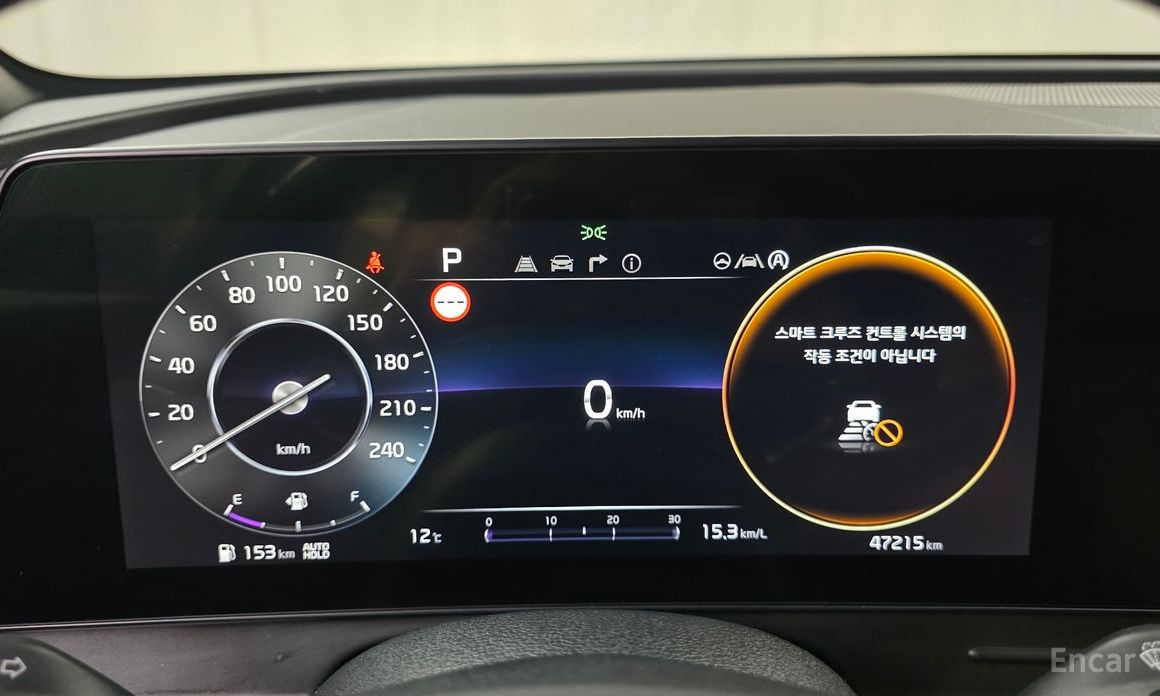 P
스마트 크루즈 컨트롤 시스템의
작동 조건이 아닙니다
0 20 40 60 80 100 120 150 180 210 240
km/h
E F
153 km AUTO HOLD
---
0 km/h
12℃
0 10 20 30
15.3 km/L
47215 km
A
Encar